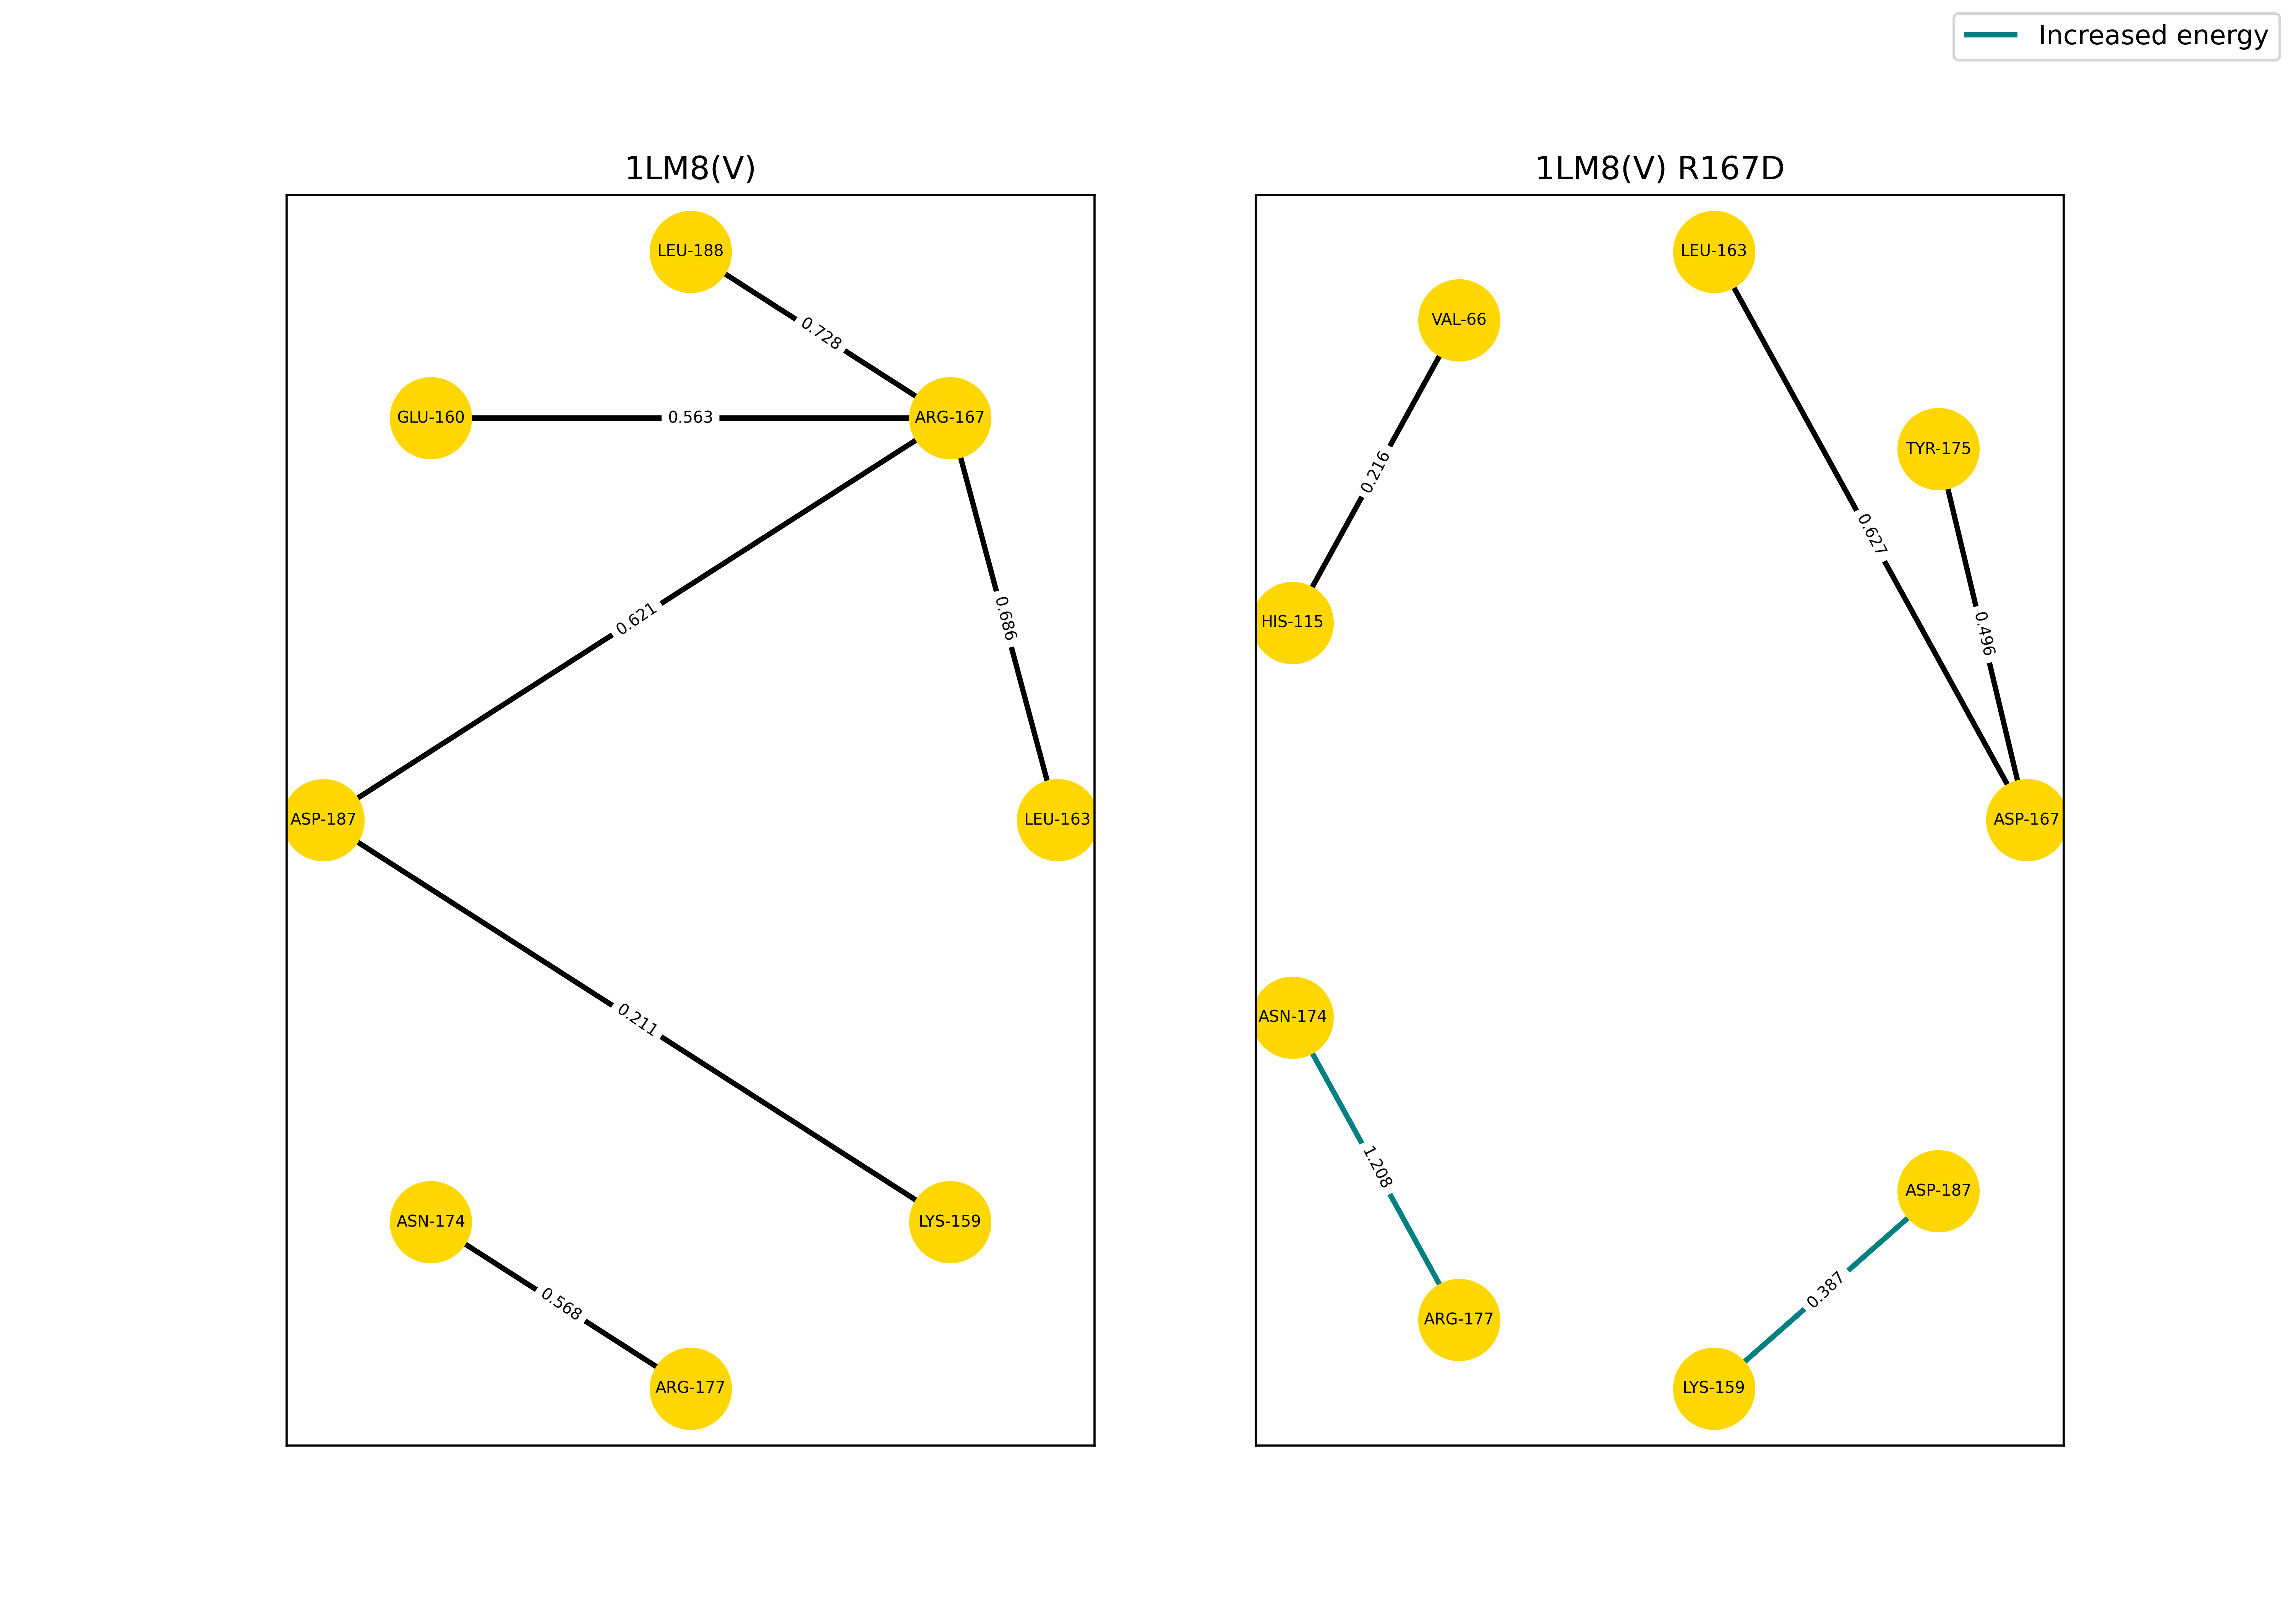 Increased energy
1LM8(V)
LEU-188
0.728
GLU-160
0.563
ARG-167
0.621
0.686
ASP-187
LEU-163
0.211
ASN-174
LYS-159
0.568
ARG-177
1LM8(V) R167D
LEU-163
VAL-66
TYR-175
0.216
0.627
HIS-115
0.496
ASP-167
ASN-174
1.208
ASP-187
0.387
ARG-177
LYS-159